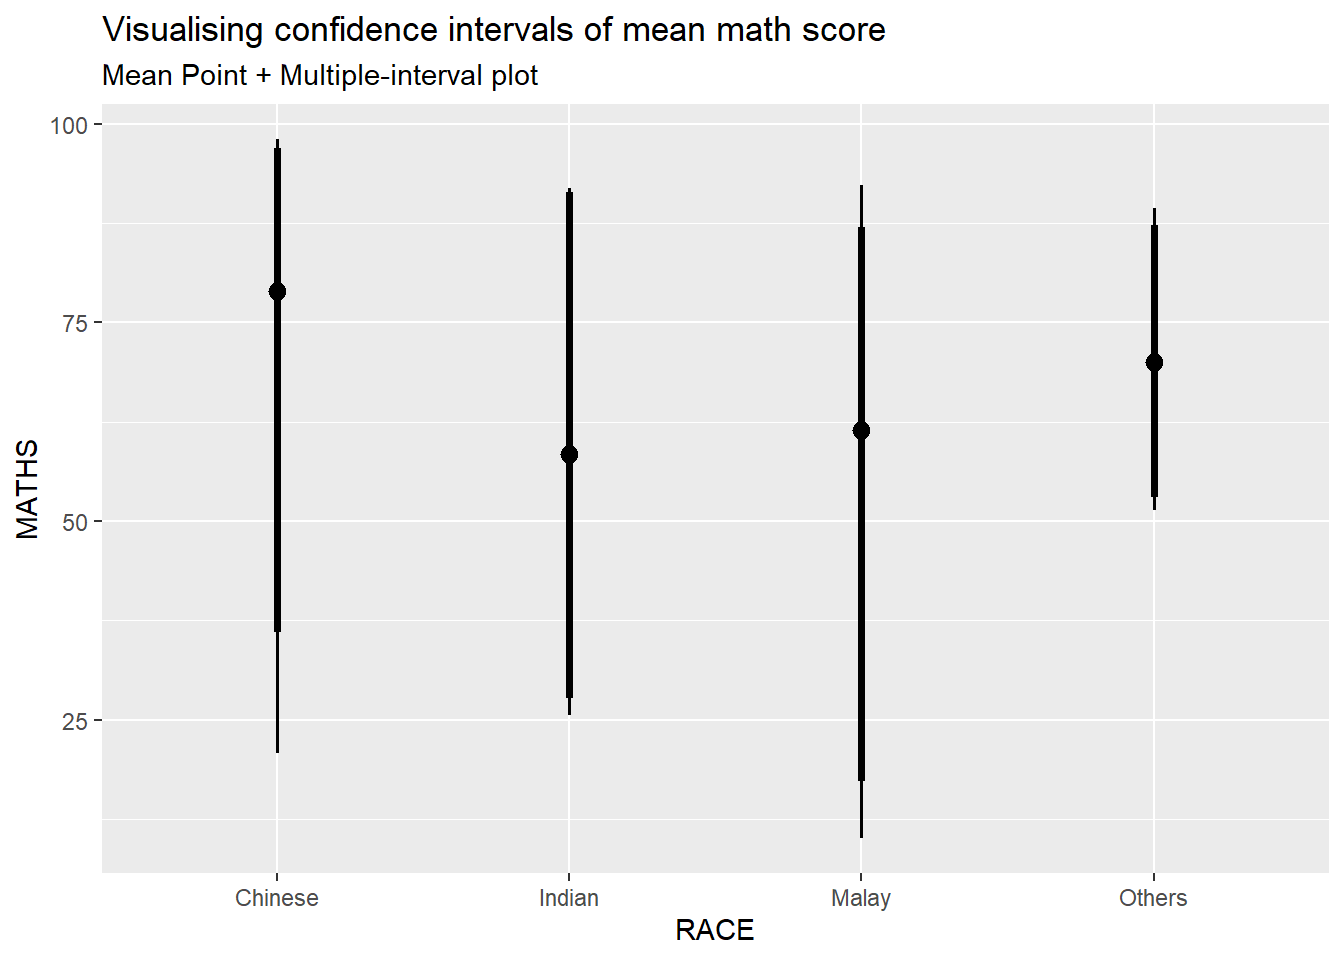 Visualising confidence intervals of mean math score
Mean Point + Multiple-interval plot
100
75
50
25
MATHS
Chinese Indian Malay Others
RACE